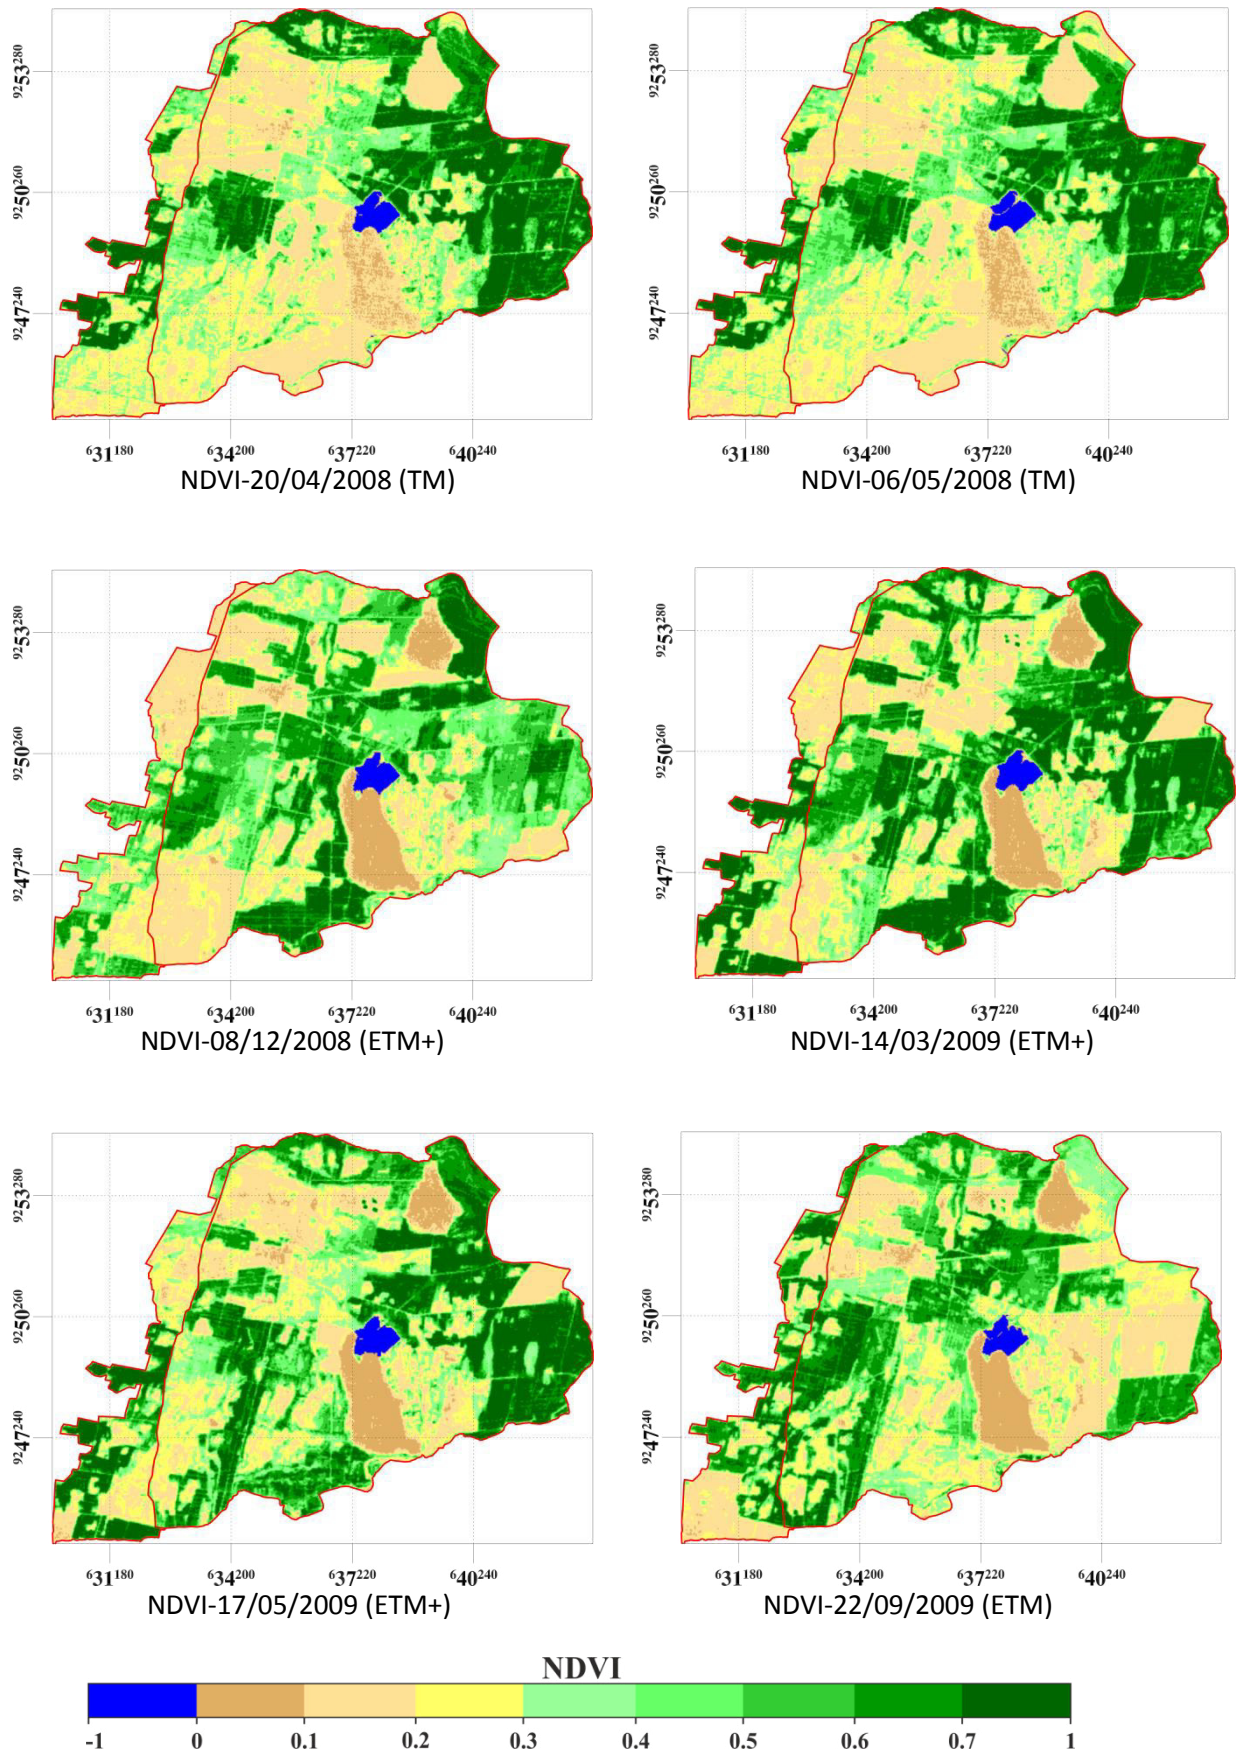 9253280 9253280
9250260 9250260
9247240 9247240
631180 634200 637220 640240 631180 634200 637220 640240
NDVI-20/04/2008 (TM) NDVI-06/05/2008 (TM)
9253280 9253280
9250260 9250260
9247240 9247240
631180 634200 637220 640240 631180 634200 637220 640240
NDVI-08/12/2008 (ETM+) NDVI-14/03/2009 (ETM+)
9253280 9253280
9250260 9250260
9247240 9247240
631180 634200 637220 640240 631180 634200 637220 640240
NDVI-17/05/2009 (ETM+) NDVI-22/09/2009 (ETM)
NDVI
-1 0 0.1 0.2 0.3 0.4 0.5 0.6 0.7 1